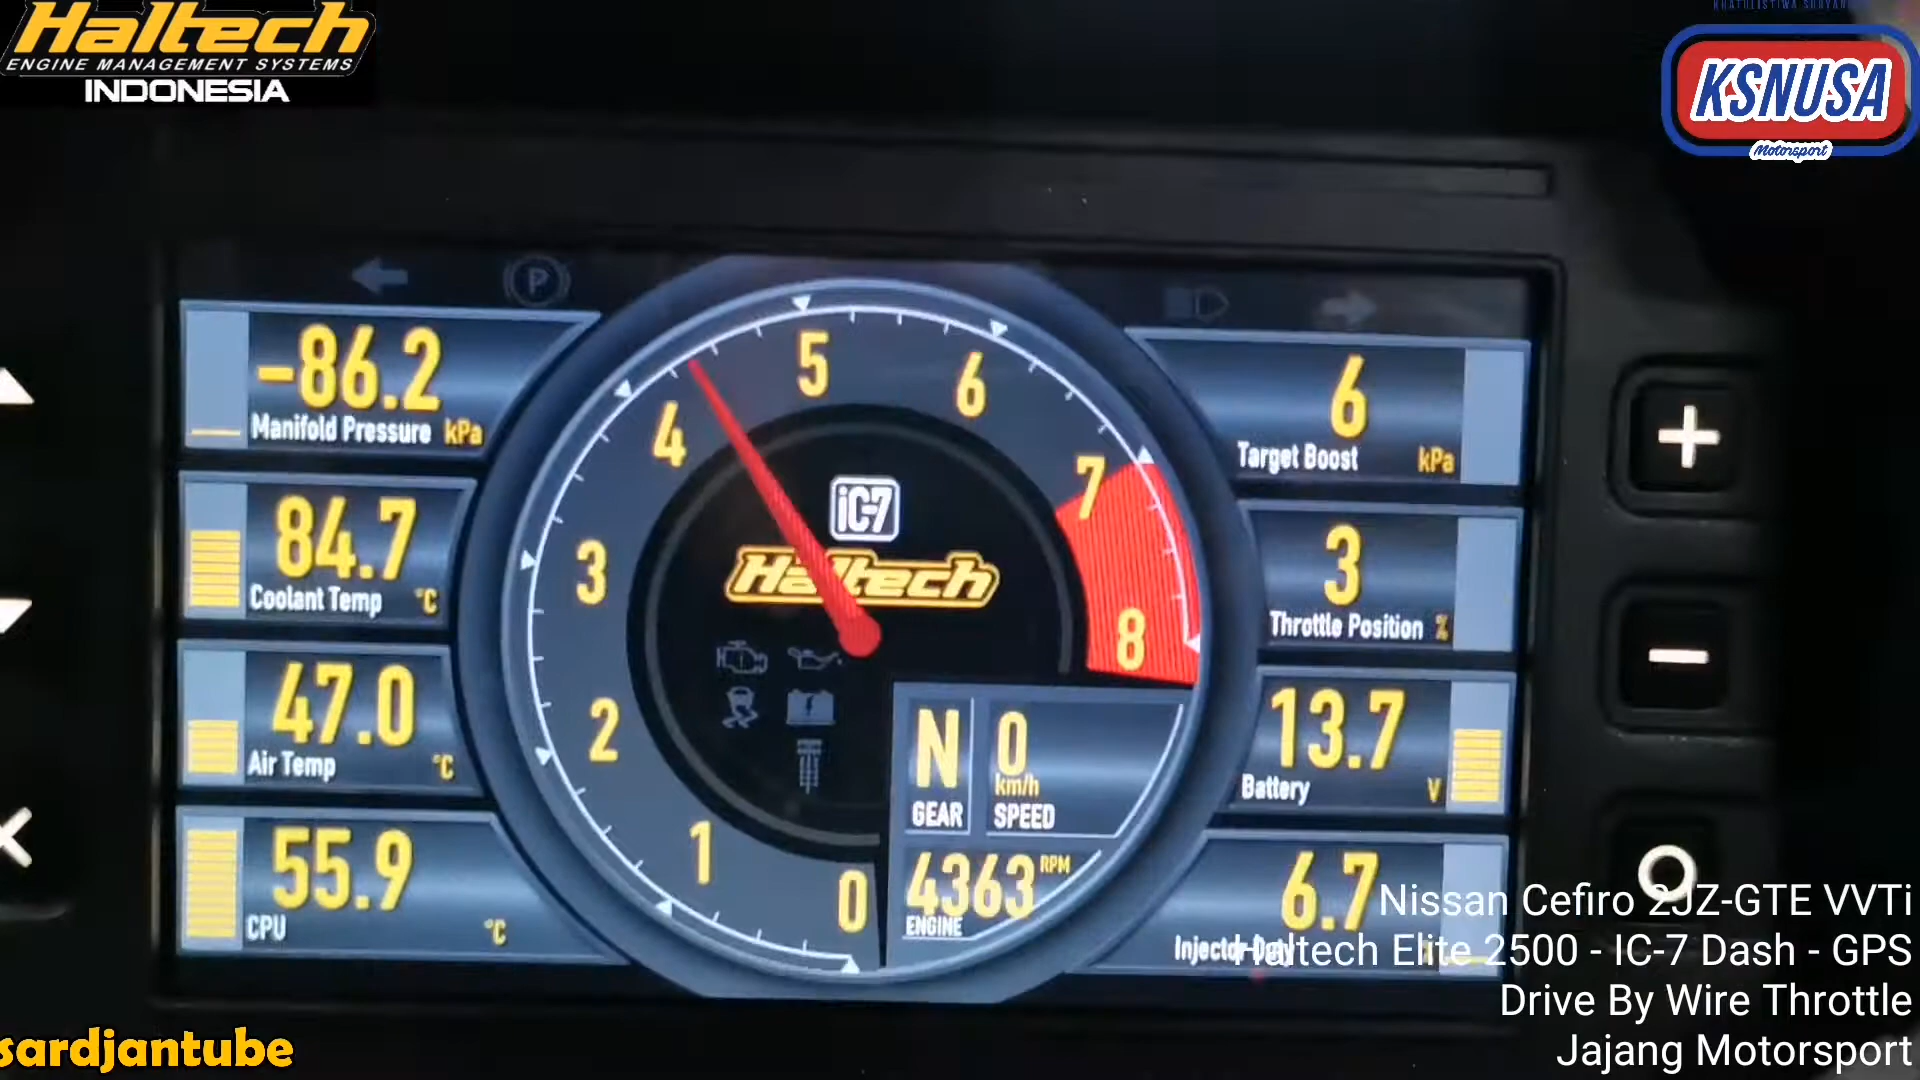 Haltech
ENGINE MANAGEMENT SYSTEMS
INDONESIA
KSNUSA
Motorsport
P
-86.2
Manifold Pressure kPa
84.7
Coolant Temp °C
47.0
Air Temp °C
55.9
CPU °C
0
1
2
3
4
5
6
7
8
iC-7
Haltech
N
GEAR
0
km/h
SPEED
4363 RPM
ENGINE
6
Target Boost kPa
3
Throttle Position %
13.7
Battery V
6.7
Nissan Cefiro 2JZ-GTE VVTi
Haltech Elite 2500 - IC-7 Dash - GPS
Drive By Wire Throttle
Jajang Motorsport
sardjantube